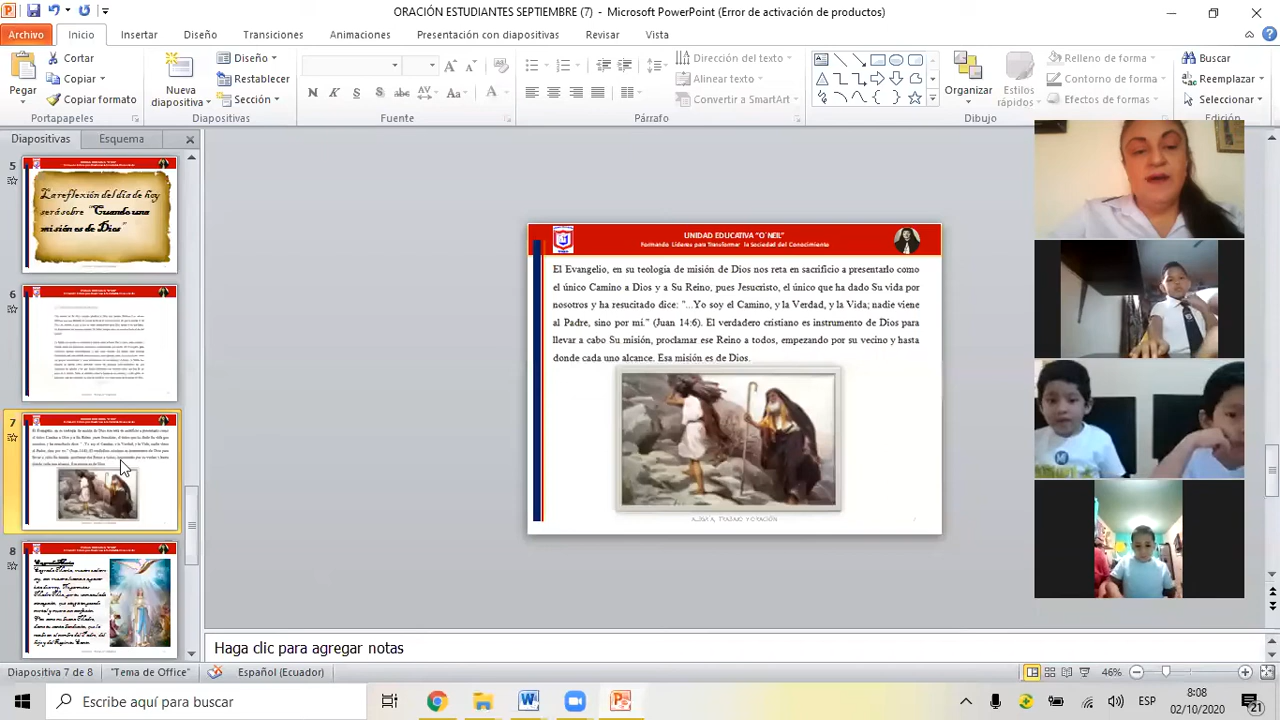 ORACIÓN ESTUDIANTES SEPTIEMBRE (7) - Microsoft PowerPoint (Error de activación de productos)
Archivo Inicio Insertar Diseño Transiciones Animaciones Presentación con diapositivas Revisar Vista
Cortar
Copiar
Copiar formato
Pegar
Portapapeles
Nueva
diapositiva
Diseño
Restablecer
Sección
Diapositivas
N K S S abc AV Aa A
Fuente
Dirección del texto
Alinear texto
Convertir a SmartArt
Párrafo
Organizar
Estilos
rápidos
Relleno de forma
Contorno de forma
Efectos de formas
Dibujo
Buscar
Reemplazar
Seleccionar
Edición
Diapositivas Esquema
5
La reflexión del día de hoy
será sobre "Cuando una
misión es de Dios"
6
8
UNIDAD EDUCATIVA "O´NEIL"
Formando Líderes para Transformar la Sociedad del Conocimiento
El Evangelio, en su teología de misión de Dios nos reta en sacrificio a presentarlo como
el único Camino a Dios y a Su Reino, pues Jesucristo, el único que ha dado Su vida por
nosotros y ha resucitado dice: "...Yo soy el Camino, y la Verdad, y la Vida; nadie viene
al Padre, sino por mí." (Juan 14:6). El verdadero cristiano es instrumento de Dios para
llevar a cabo Su misión, proclamar ese Reino a todos, empezando por su vecino y hasta
donde cada uno alcance. Esa misión es de Dios.
Haga clic para agregar notas
Diapositiva 7 de 8 "Tema de Office" Español (Ecuador) 46%
Escribe aquí para buscar
ESP
8:08
02/10/2020
21